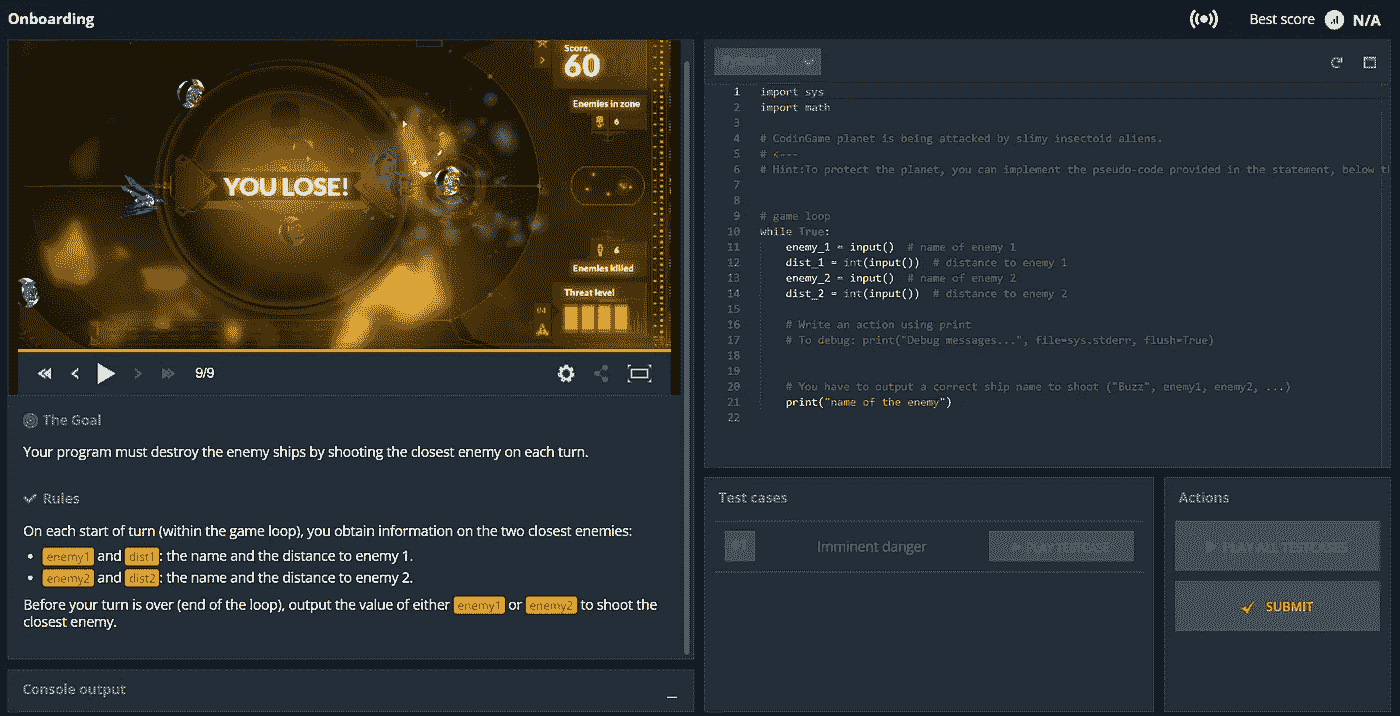 Onboarding
Best score N/A
Score.
60
Enemies in zone
6
YOU LOSE!
6
Enemies killed
Threat level
04
9/9
The Goal
Your program must destroy the enemy ships by shooting the closest enemy on each turn.
Rules
On each start of turn (within the game loop), you obtain information on the two closest enemies:
• enemy1 and dist1: the name and the distance to enemy 1.
• enemy2 and dist2: the name and the distance to enemy 2.
Before your turn is over (end of the loop), output the value of either enemy1 or enemy2 to shoot the
closest enemy.
Console output
1 import sys
2 import math
3
4 # CodinGame planet is being attacked by slimy insectoid aliens.
5 # <---
6 # Hint:To protect the planet, you can implement the pseudo-code provided in the statement, below th
7
8
9 # game loop
10 while True:
11 enemy_1 = input()  # name of enemy 1
12 dist_1 = int(input())  # distance to enemy 1
13 enemy_2 = input()  # name of enemy 2
14 dist_2 = int(input())  # distance to enemy 2
15
16 # Write an action using print
17 # To debug: print("Debug messages...", file=sys.stderr, flush=True)
18
19
20 # You have to output a correct ship name to shoot ("Buzz", enemy1, enemy2, ...)
21 print("name of the enemy")
22
Test cases
Imminent danger
PLAY TESTCASE
Actions
PLAY ALL TESTCASES
SUBMIT